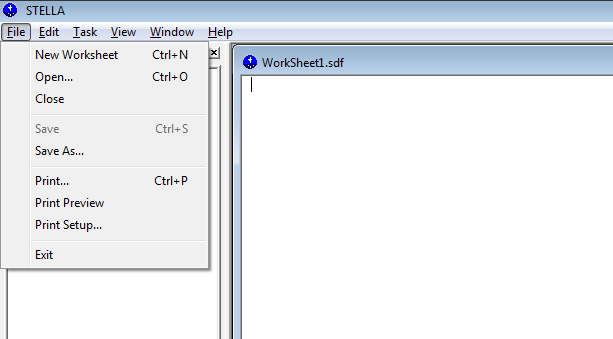 STELLA
File Edit Task View Window Help
New Worksheet Ctrl+N
Open... Ctrl+O
Close
Save Ctrl+S
Save As...
Print... Ctrl+P
Print Preview
Print Setup...
Exit
WorkSheet1.sdf